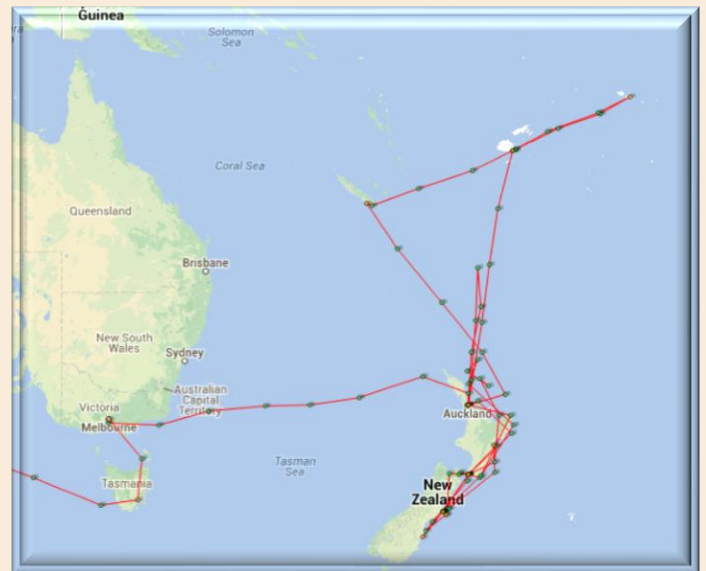 Guinea
Solomon
Sea
Coral Sea
Queensland
Brisbane
New South
Wales
Sydney
Australian
Capital
Territory
Victoria
Melbourne
Auckland
Tasman
Sea
Tasmania
New
Zealand